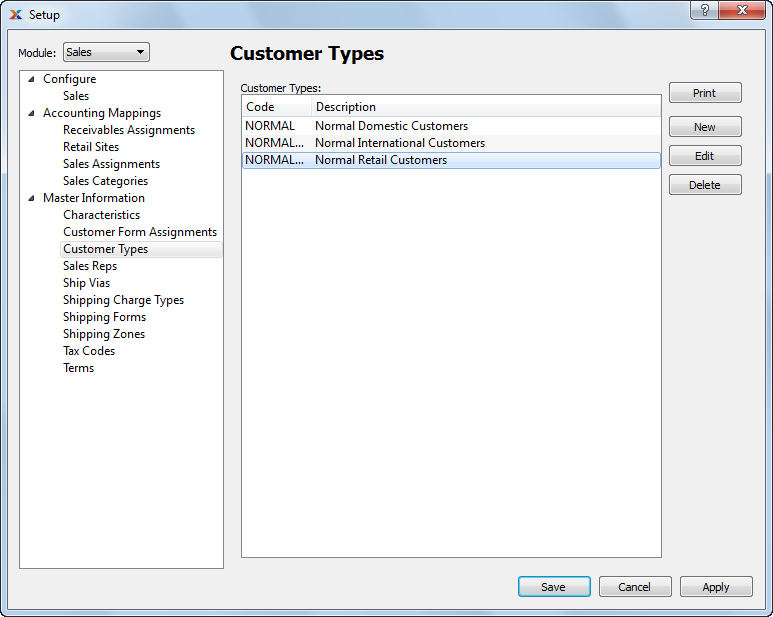 Setup
?
Module: Sales
Customer Types
Configure
Sales
Accounting Mappings
Receivables Assignments
Retail Sites
Sales Assignments
Sales Categories
Master Information
Characteristics
Customer Form Assignments
Customer Types
Sales Reps
Ship Vias
Shipping Charge Types
Shipping Forms
Shipping Zones
Tax Codes
Terms
Customer Types:
Code Description
NORMAL Normal Domestic Customers
NORMAL... Normal International Customers
NORMAL... Normal Retail Customers
Print
New
Edit
Delete
Save Cancel Apply